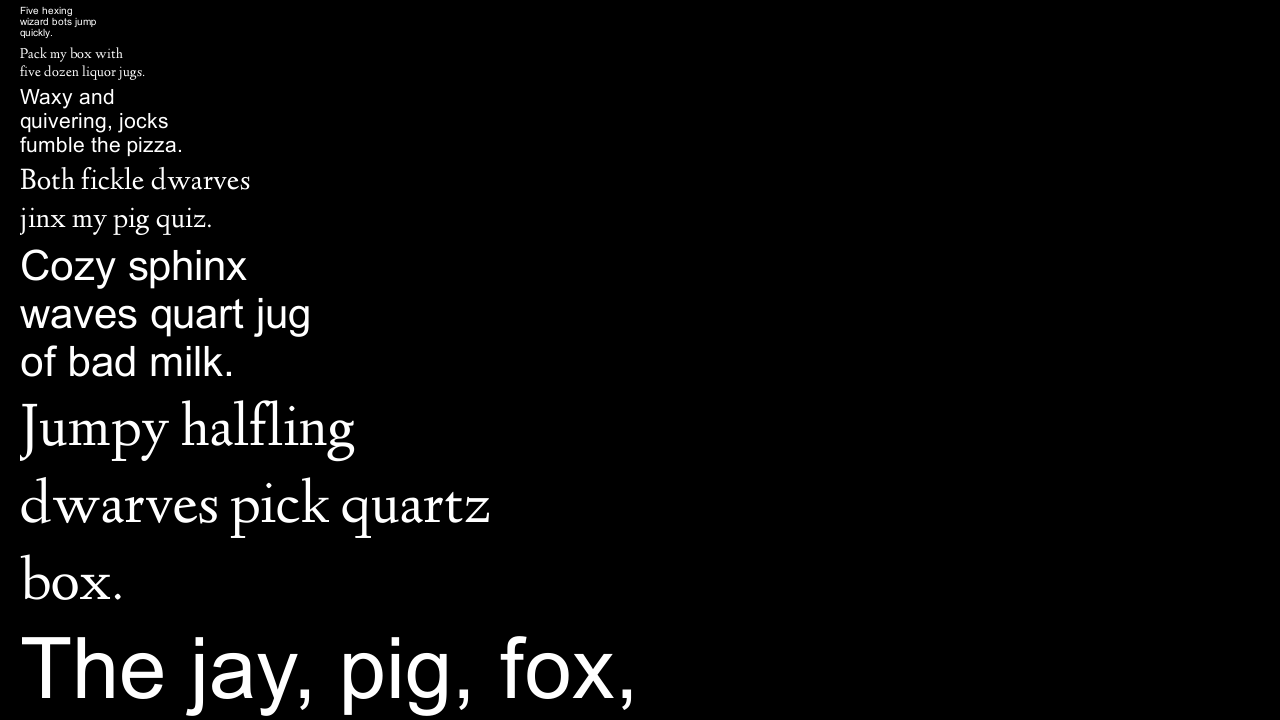 Five hexing
wizard bots jump
quickly.
Pack my box with
five dozen liquor jugs.
Waxy and
quivering, jocks
fumble the pizza.
Both fickle dwarves
jinx my pig quiz.
Cozy sphinx
waves quart jug
of bad milk.
Jumpy halfling
dwarves pick quartz
box.
The jay, pig, fox,